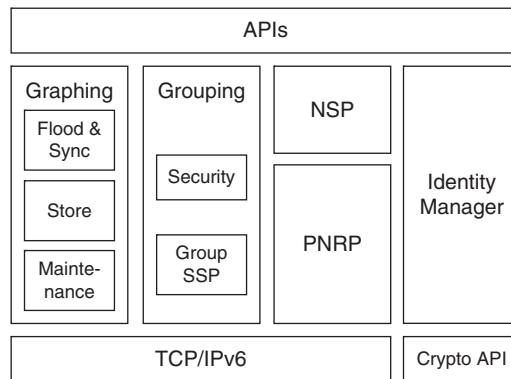 APIs
Graphing
Flood &
Sync
Store
Mainte-
nance
Grouping
Security
Group
SSP
NSP
PNRP
Identity
Manager
TCP/IPv6
Crypto API